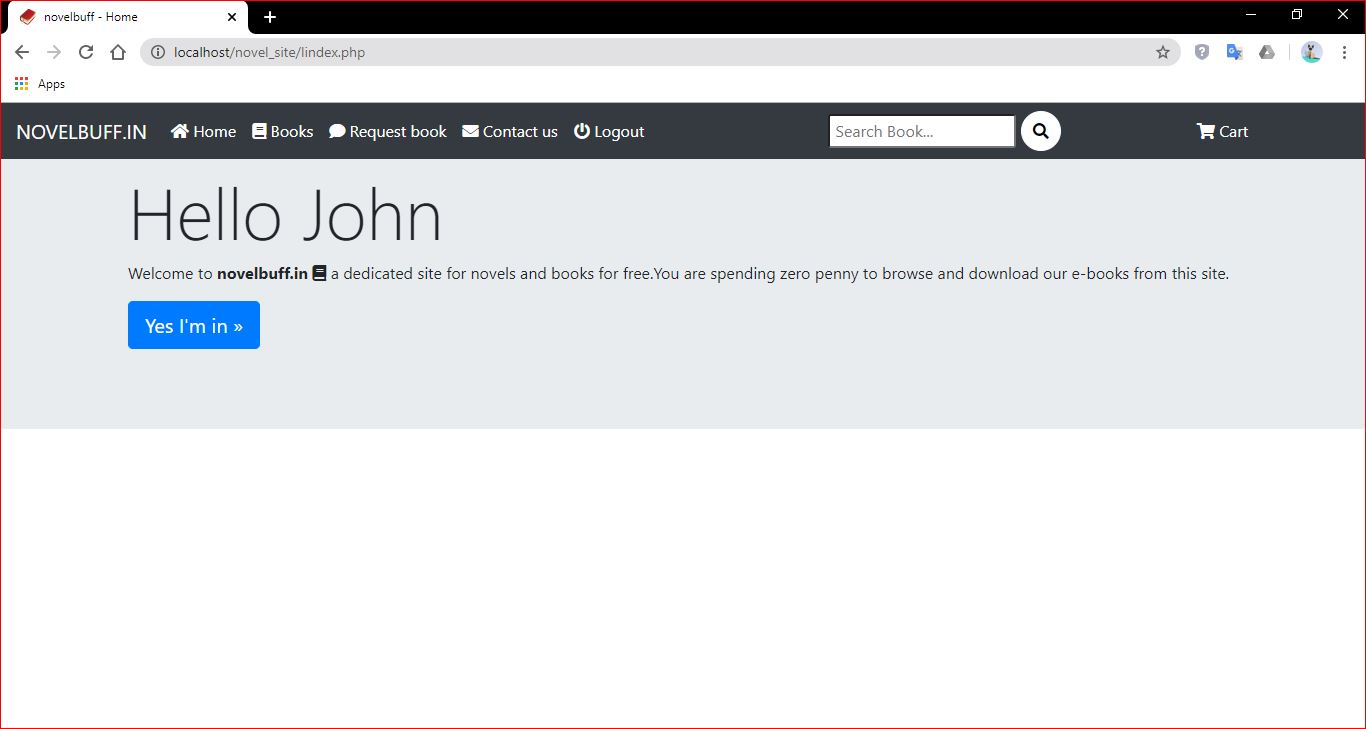 novelbuff - Home
localhost/novel_site/lindex.php
Apps
NOVELBUFF.IN Home Books Request book Contact us Logout Search Book... Cart
Hello John
Welcome to novelbuff.in a dedicated site for novels and books for free.You are spending zero penny to browse and download our e-books from this site.
Yes I'm in »